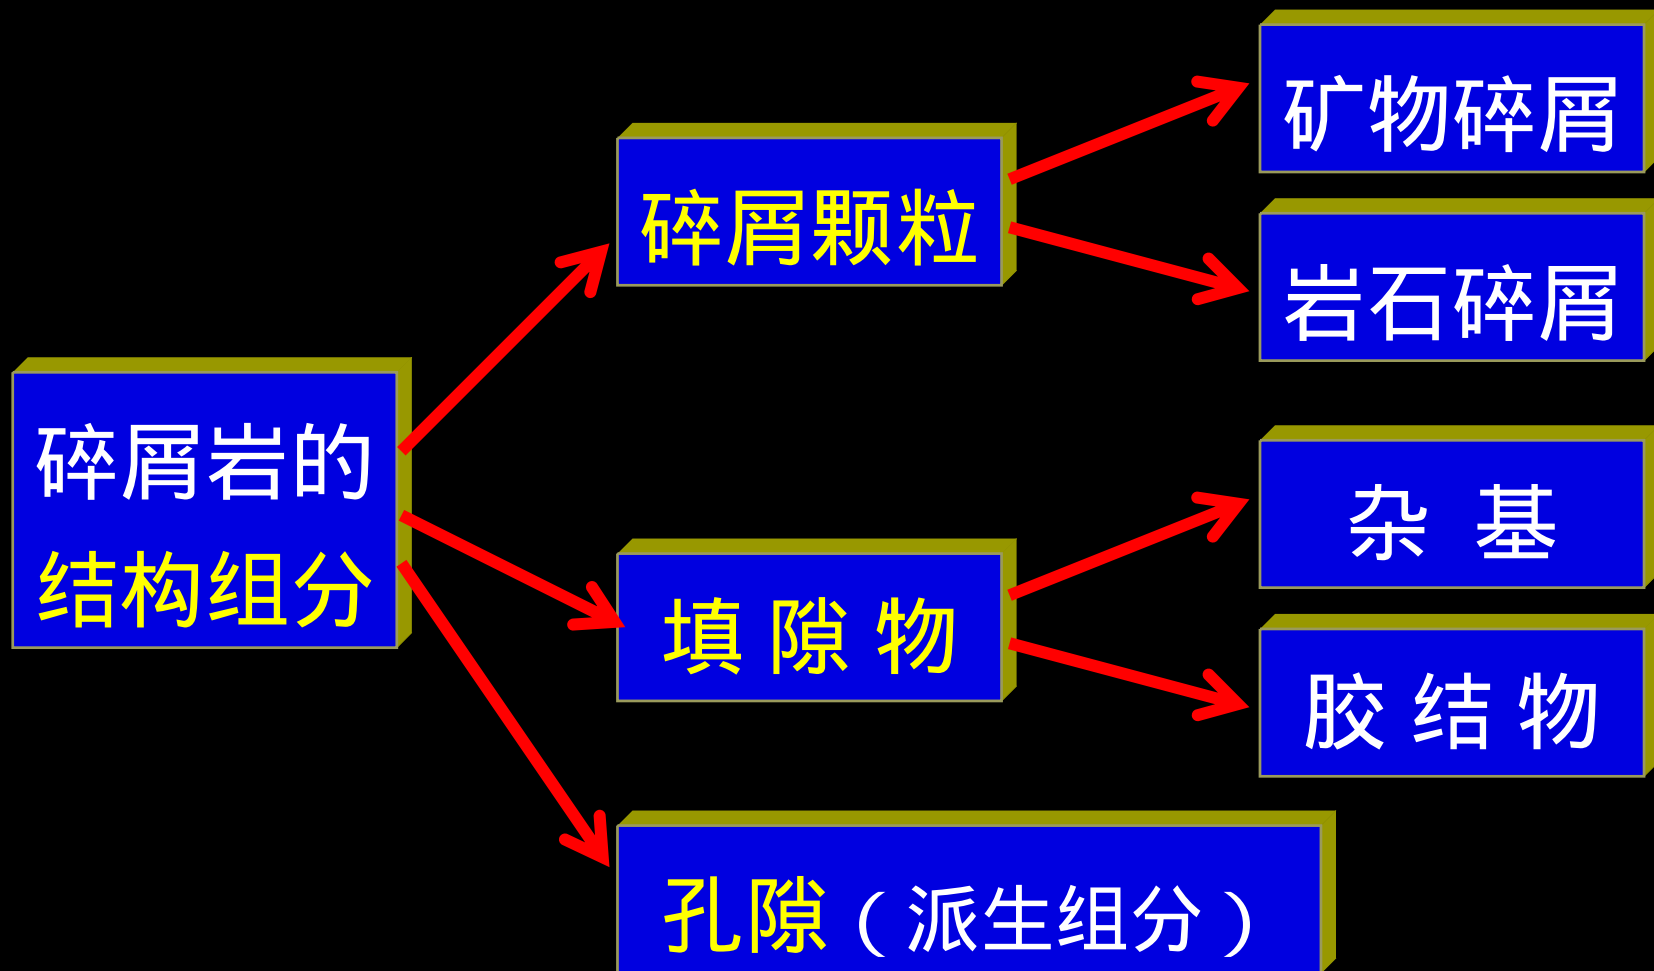 矿物碎屑
碎屑颗粒
岩石碎屑
碎屑岩的
结构组分
杂 基
填 隙 物
胶 结 物
孔隙（派生组分）